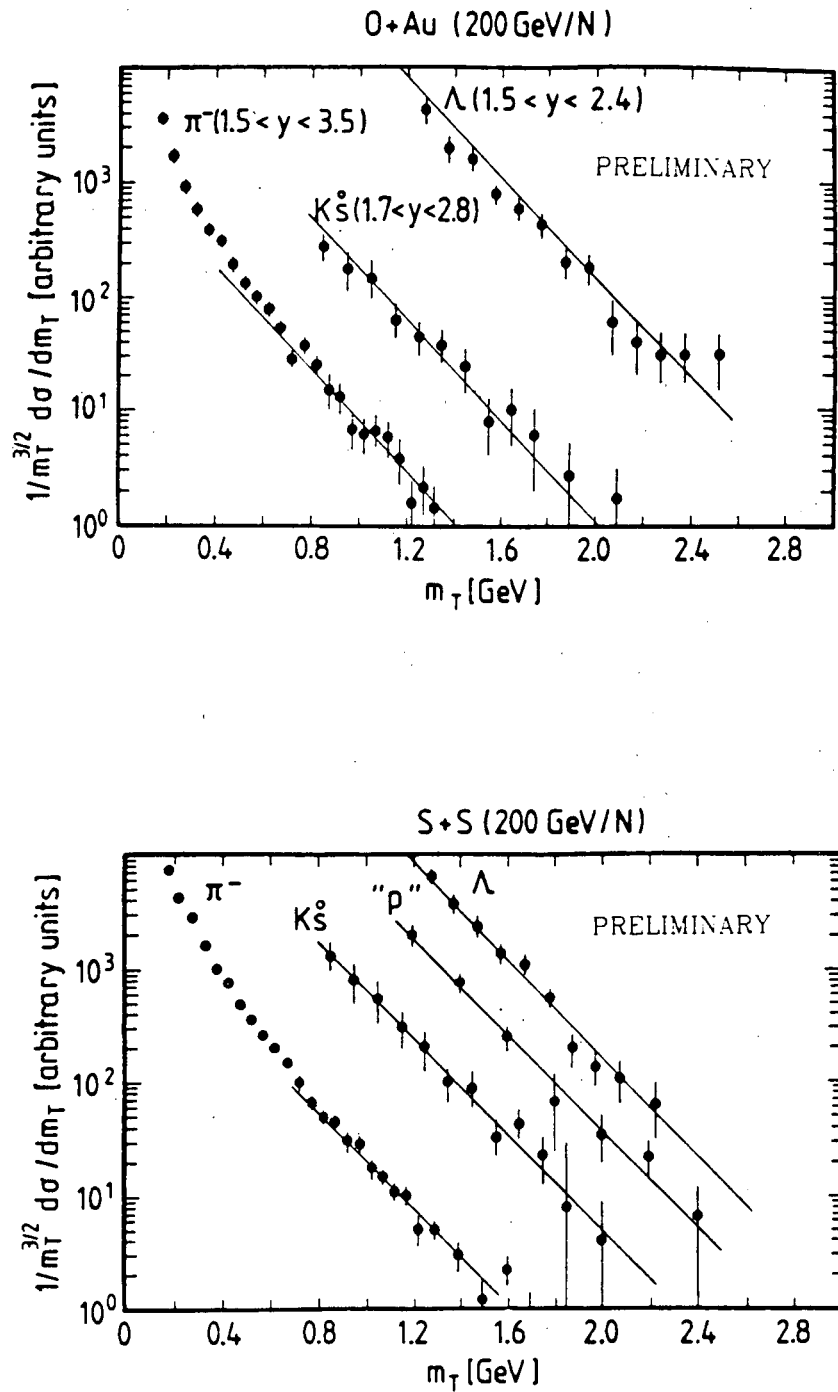 O+Au (200 GeV/N)
1/m_T^3/2 dσ/dm_T [arbitrary units]
10^3
10^2
10^1
10^0
π⁻(1.5<y<3.5)
Λ(1.5<y<2.4)
PRELIMINARY
K°s(1.7<y<2.8)
0 0.4 0.8 1.2 1.6 2.0 2.4 2.8
m_T [GeV]
S+S (200 GeV/N)
1/m_T^3/2 dσ/dm_T [arbitrary units]
10^3
10^2
10^1
10^0
π⁻
K°s
"p"
Λ
PRELIMINARY
0 0.4 0.8 1.2 1.6 2.0 2.4 2.8
m_T [GeV]